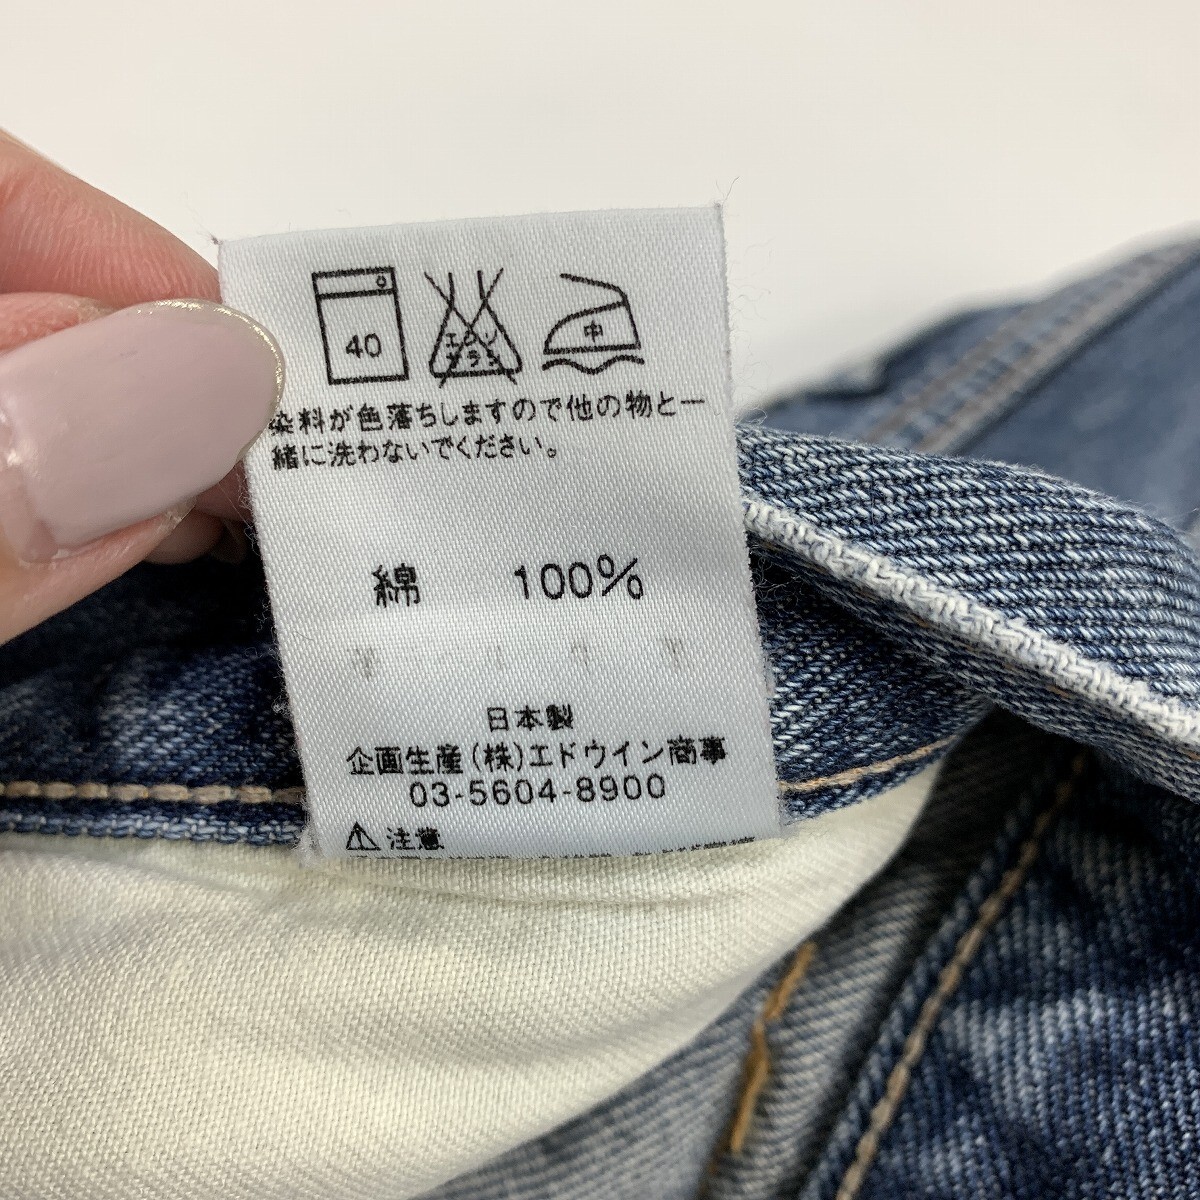 40
エンソ
サラシ
中
染料が色落ちしますので他の物と一
緒に洗わないでください。
綿 100%
日本製
企画生産(株)エドウイン商事
03-5604-8900
⚠注意